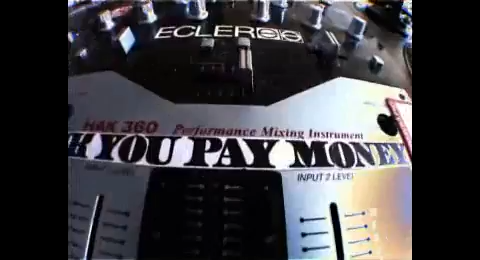 ECLER
HAK 360 Performance Mixing Instrument
K YOU PAY MONEY
INPUT 2 LEVEL